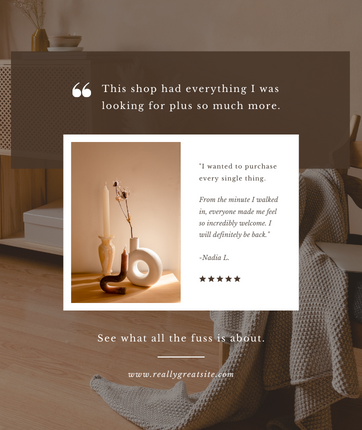 “ This shop had everything I was
looking for plus so much more.
"I wanted to purchase
every single thing.
From the minute I walked
in, everyone made me feel
so incredibly welcome. I
will definitely be back."
-Nadia L.
See what all the fuss is about.
www.reallygreatsite.com